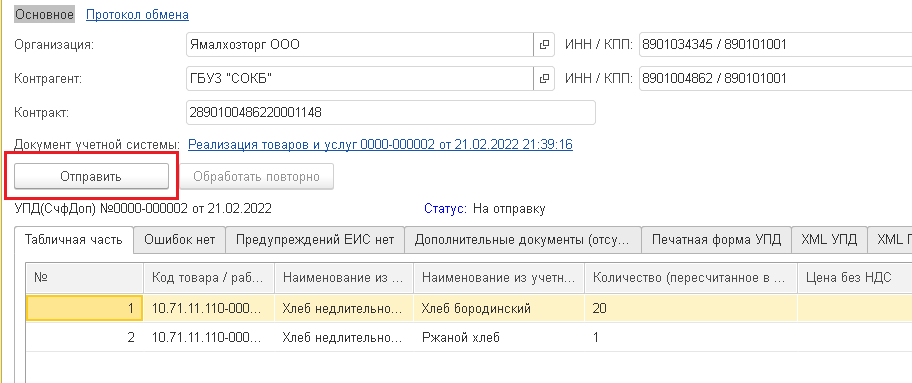 Основное Протокол обмена
Организация: Ямалхозторг ООО ИНН / КПП: 8901034345 / 890101001
Контрагент: ГБУЗ "СОКБ" ИНН / КПП: 8901004862 / 890101001
Контракт: 2890100486220001148
Документ учетной системы: Реализация товаров и услуг 0000-000002 от 21.02.2022 21:39:16
Отправить Обработать повторно
УПД(СчфДоп) №0000-000002 от 21.02.2022 Статус: На отправку
Табличная часть Ошибок нет Предупреждений ЕИС нет Дополнительные документы (отсу... Печатная форма УПД XML УПД XML П
№ Код товара / раб... Наименование из ... Наименование из учетн... Количество (пересчитанное в ... Цена без НДС
1 10.71.11.110-000... Хлеб недлительно... Хлеб бородинский 20
2 10.71.11.110-000... Хлеб недлительно... Ржаной хлеб 1